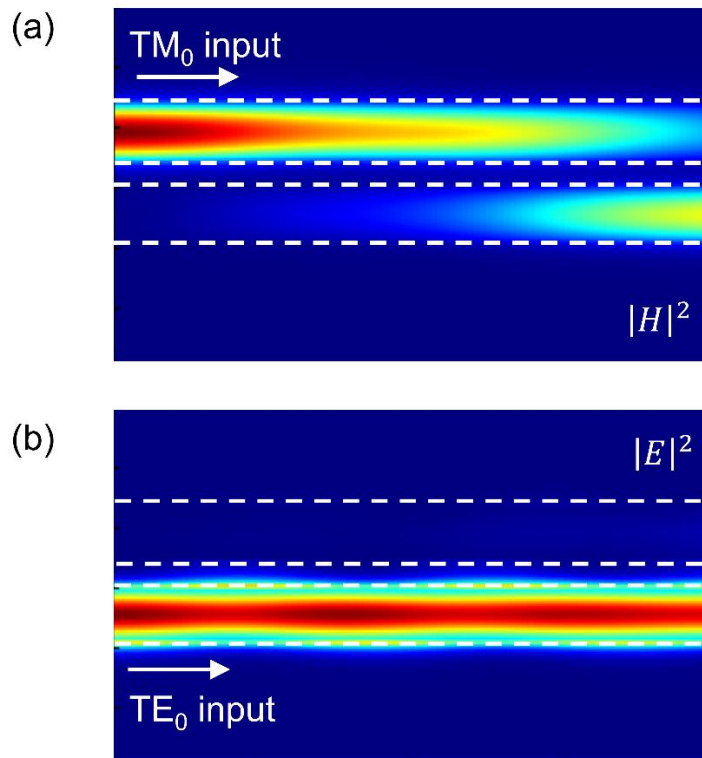 (a)
TM₀ input
|H|²
(b)
|E|²
TE₀ input